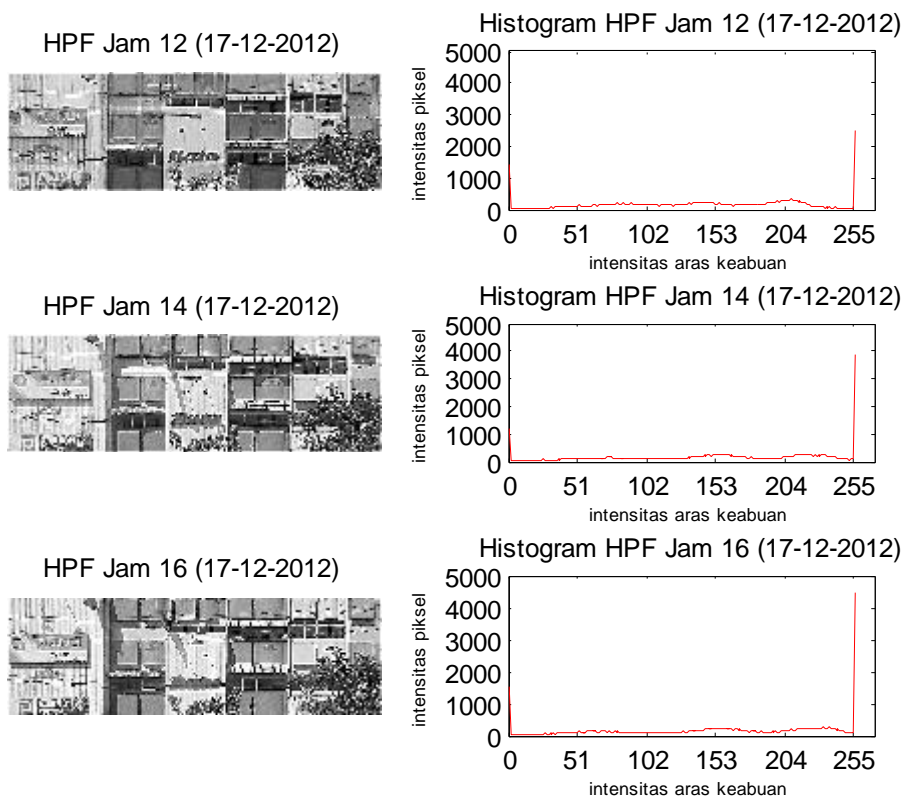 HPF Jam 12 (17-12-2012)
Histogram HPF Jam 12 (17-12-2012)
intensitas piksel
5000
4000
3000
2000
1000
0
0 51 102 153 204 255
intensitas aras keabuan
HPF Jam 14 (17-12-2012)
Histogram HPF Jam 14 (17-12-2012)
intensitas piksel
5000
4000
3000
2000
1000
0
0 51 102 153 204 255
intensitas aras keabuan
HPF Jam 16 (17-12-2012)
Histogram HPF Jam 16 (17-12-2012)
intensitas piksel
5000
4000
3000
2000
1000
0
0 51 102 153 204 255
intensitas aras keabuan